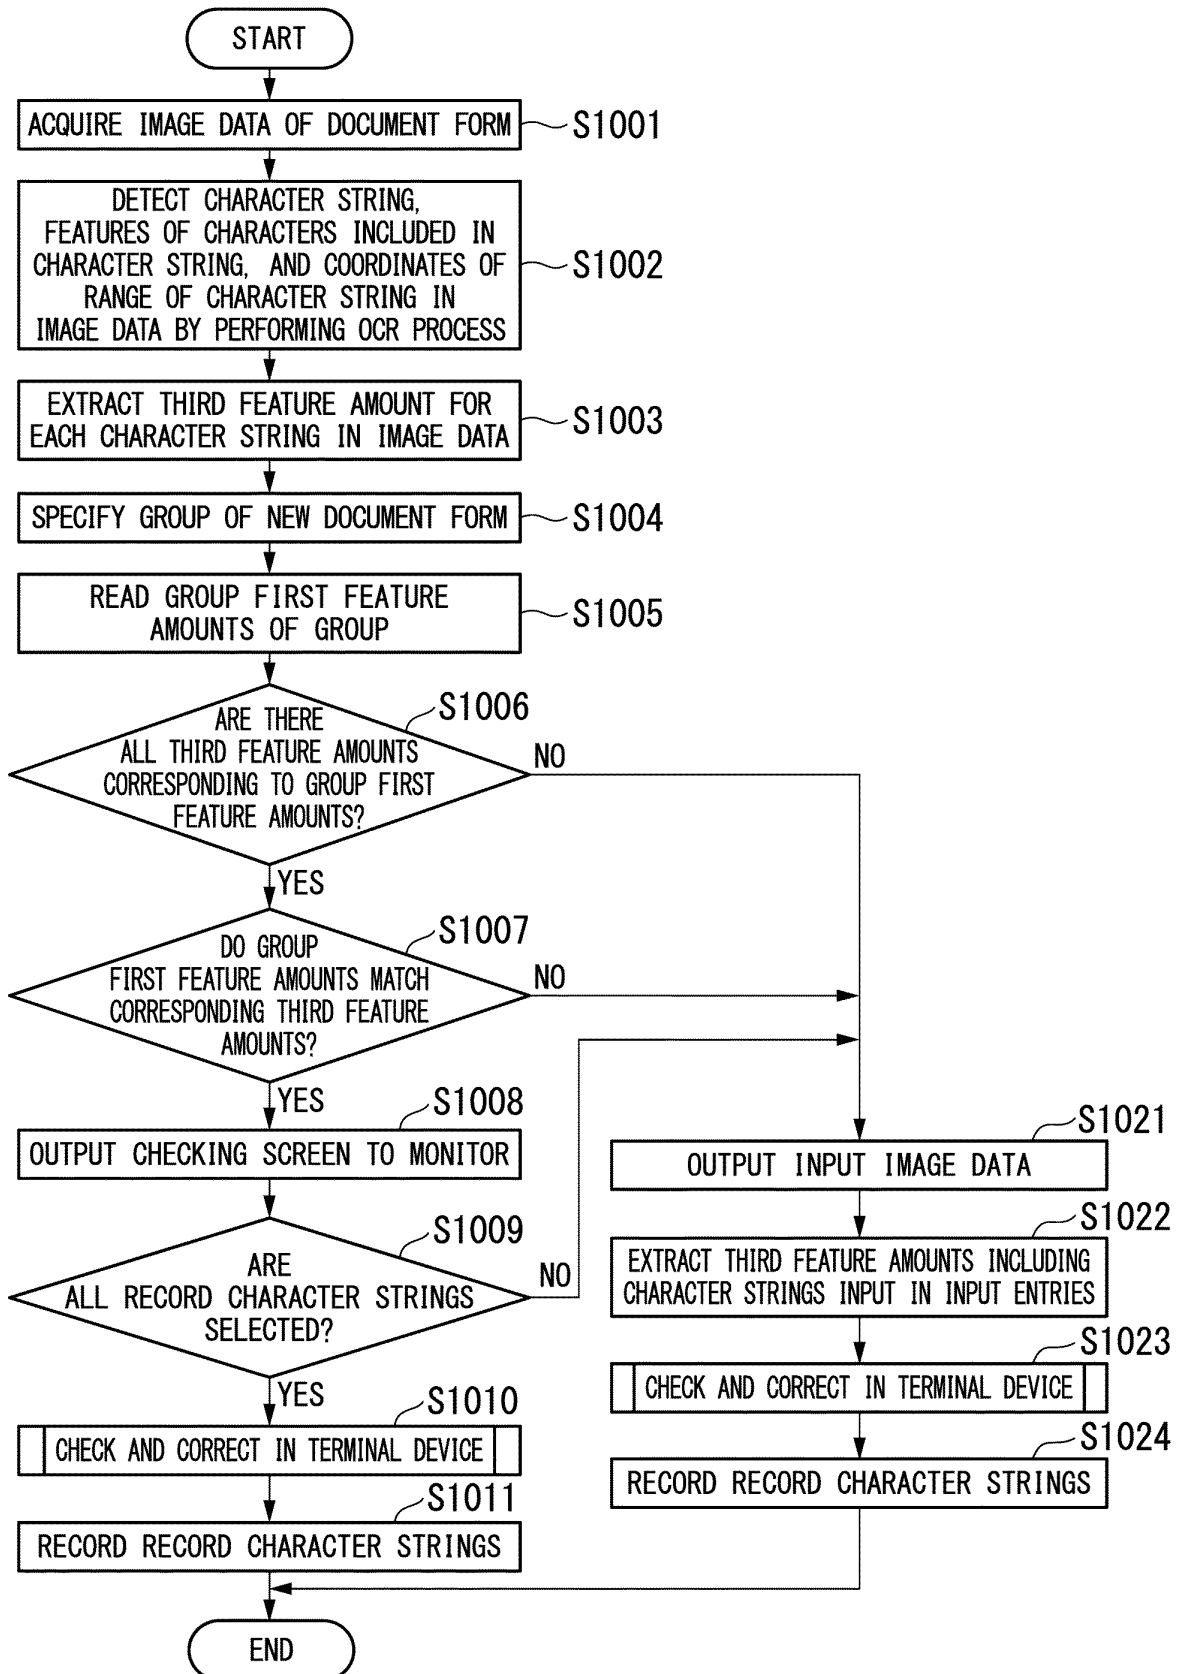 START
ACQUIRE IMAGE DATA OF DOCUMENT FORM
S1001
DETECT CHARACTER STRING,
FEATURES OF CHARACTERS INCLUDED IN
CHARACTER STRING, AND COORDINATES OF
RANGE OF CHARACTER STRING IN
IMAGE DATA BY PERFORMING OCR PROCESS
S1002
EXTRACT THIRD FEATURE AMOUNT FOR
EACH CHARACTER STRING IN IMAGE DATA
S1003
SPECIFY GROUP OF NEW DOCUMENT FORM
S1004
READ GROUP FIRST FEATURE
AMOUNTS OF GROUP
S1005
S1006
ARE THERE
ALL THIRD FEATURE AMOUNTS
CORRESPONDING TO GROUP FIRST
FEATURE AMOUNTS?
NO
YES
S1007
DO GROUP
FIRST FEATURE AMOUNTS MATCH
CORRESPONDING THIRD FEATURE
AMOUNTS?
NO
YES
S1008
OUTPUT CHECKING SCREEN TO MONITOR
S1009
ARE
ALL RECORD CHARACTER STRINGS
SELECTED?
NO
YES
S1010
CHECK AND CORRECT IN TERMINAL DEVICE
S1011
RECORD RECORD CHARACTER STRINGS
S1021
OUTPUT INPUT IMAGE DATA
S1022
EXTRACT THIRD FEATURE AMOUNTS INCLUDING
CHARACTER STRINGS INPUT IN INPUT ENTRIES
S1023
CHECK AND CORRECT IN TERMINAL DEVICE
S1024
RECORD RECORD CHARACTER STRINGS
END